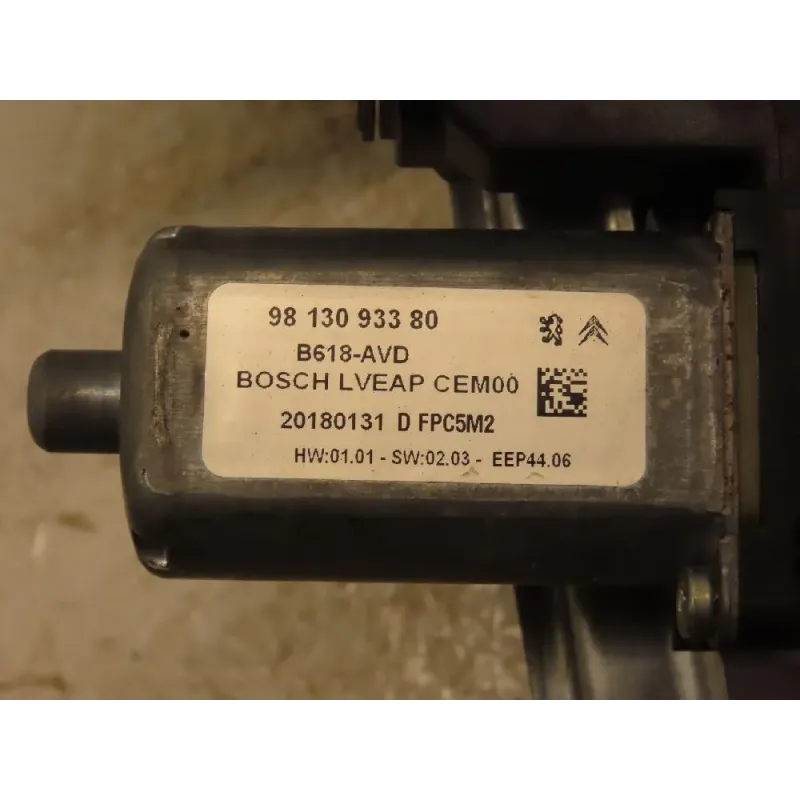 98 130 933 80
B618-AVD
BOSCH LVEAP CEM00
20180131 D FPC5M2
HW:01.01 - SW:02.03 - EEP44.06